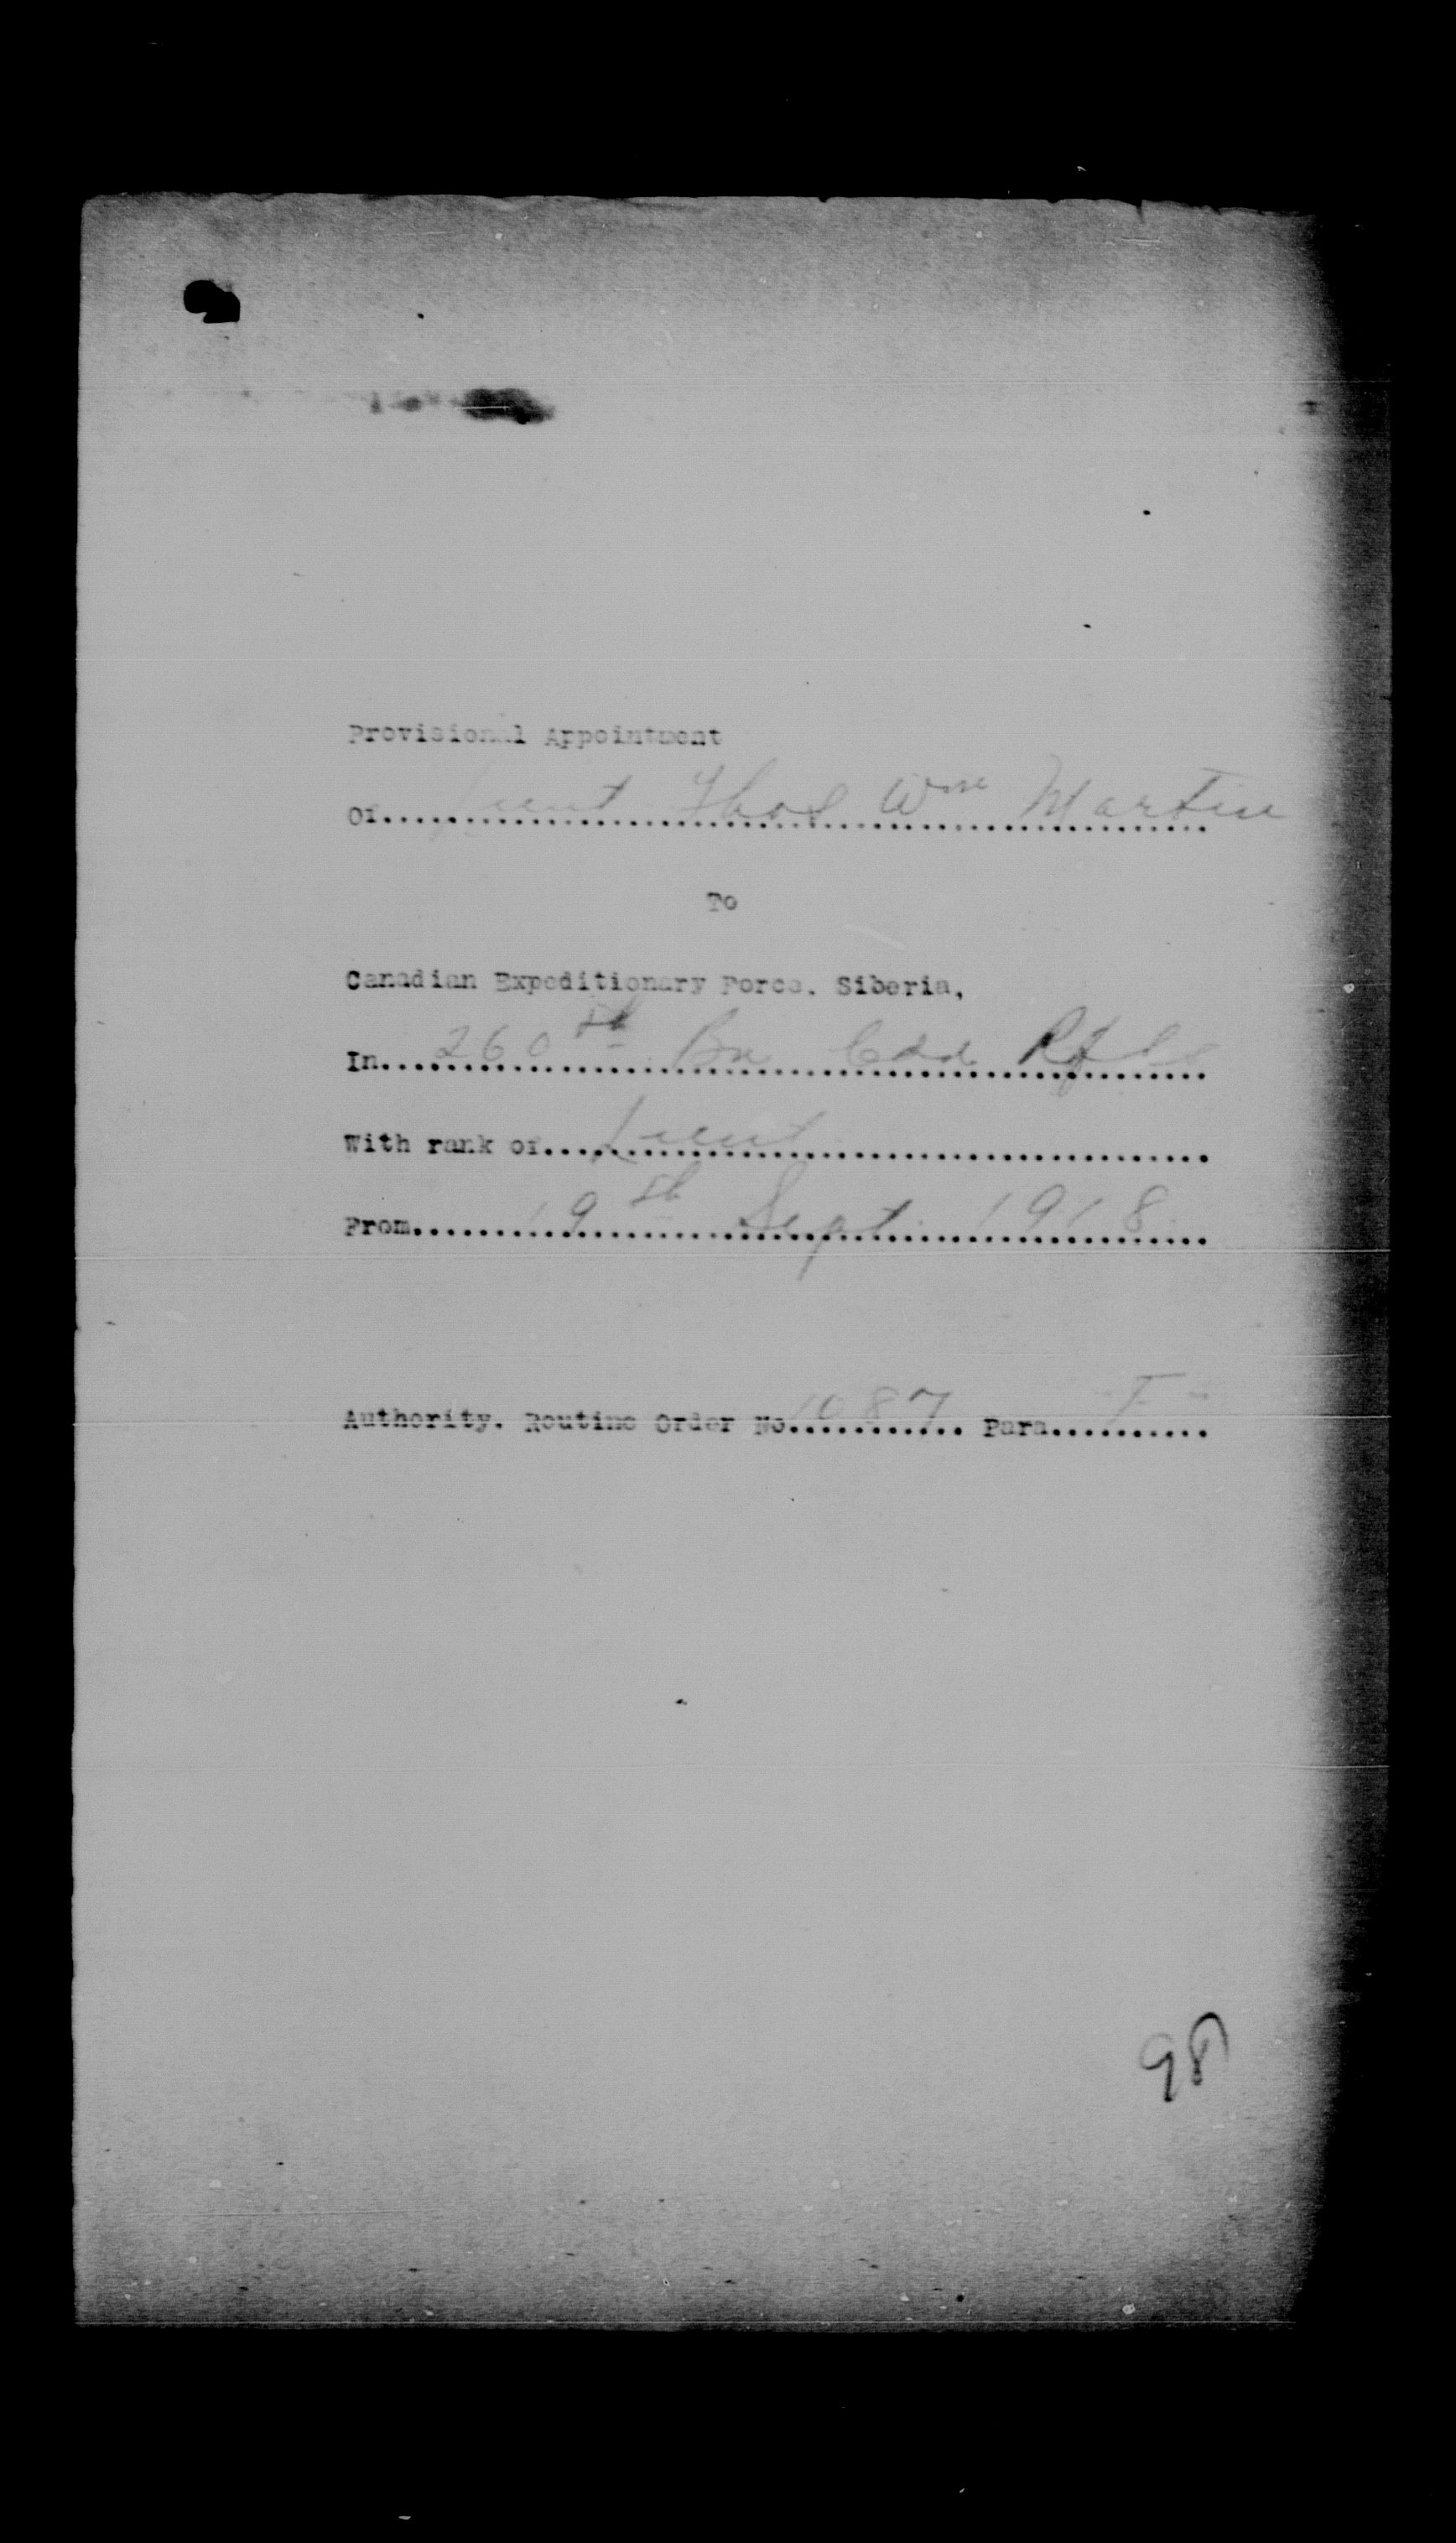 Provisional Appointment
Of..... Lieut Thos Wm Martin
To
Canadian Expeditionary Force. Siberia,
In.... 260th Bn Cdn Rfls
With rank of.... Lieut
From..... 19th Sept. 1918
Authority. Routine Order No. 1087 Para. -F-
98